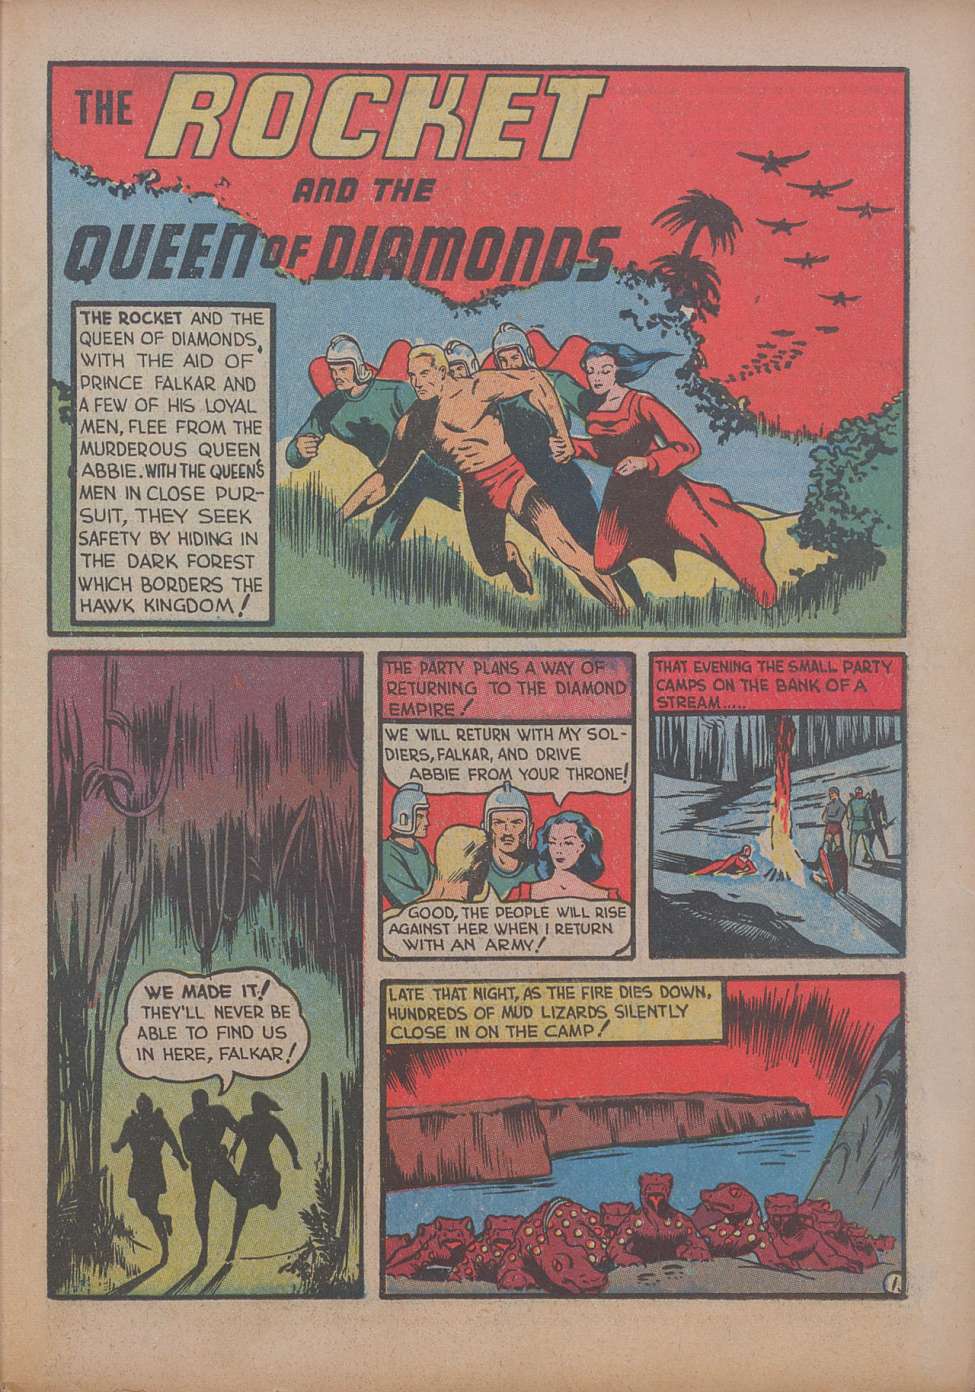 THE ROCKET
AND THE
QUEEN OF DIAMONDS
THE ROCKET AND THE
QUEEN OF DIAMONDS,
WITH THE AID OF
PRINCE FALKAR AND
A FEW OF HIS LOYAL
MEN, FLEE FROM THE
MURDEROUS QUEEN
ABBIE. WITH THE QUEEN'S
MEN IN CLOSE PUR-
SUIT, THEY SEEK
SAFETY BY HIDING IN
THE DARK FOREST
WHICH BORDERS THE
HAWK KINGDOM!
WE MADE IT!
THEY'LL NEVER BE
ABLE TO FIND US
IN HERE, FALKAR!
THE PARTY PLANS A WAY OF
RETURNING TO THE DIAMOND
EMPIRE!
WE WILL RETURN WITH MY SOL-
DIERS, FALKAR, AND DRIVE
ABBIE FROM YOUR THRONE!
GOOD, THE PEOPLE WILL RISE
AGAINST HER WHEN I RETURN
WITH AN ARMY!
THAT EVENING THE SMALL PARTY
CAMPS ON THE BANK OF A
STREAM.....
LATE THAT NIGHT, AS THE FIRE DIES DOWN,
HUNDREDS OF MUD LIZARDS SILENTLY
CLOSE IN ON THE CAMP!
1.